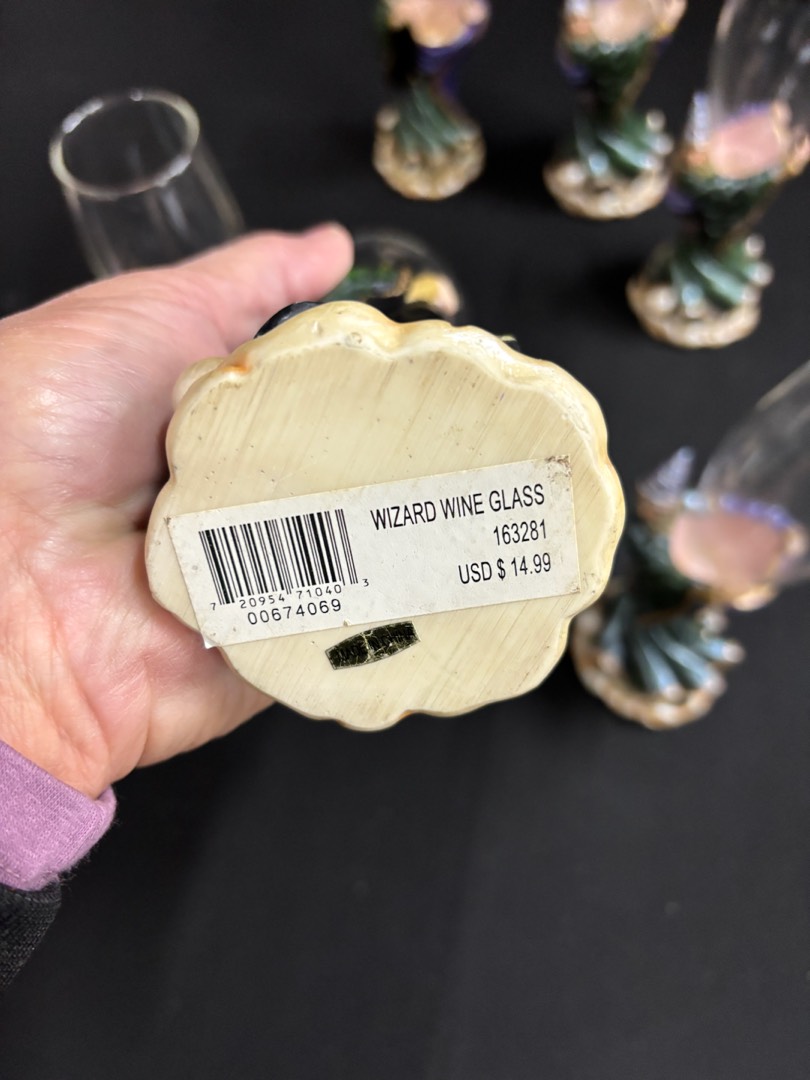 WIZARD WINE GLASS
163281
USD $ 14.99
7 20954 71040 3
00674069